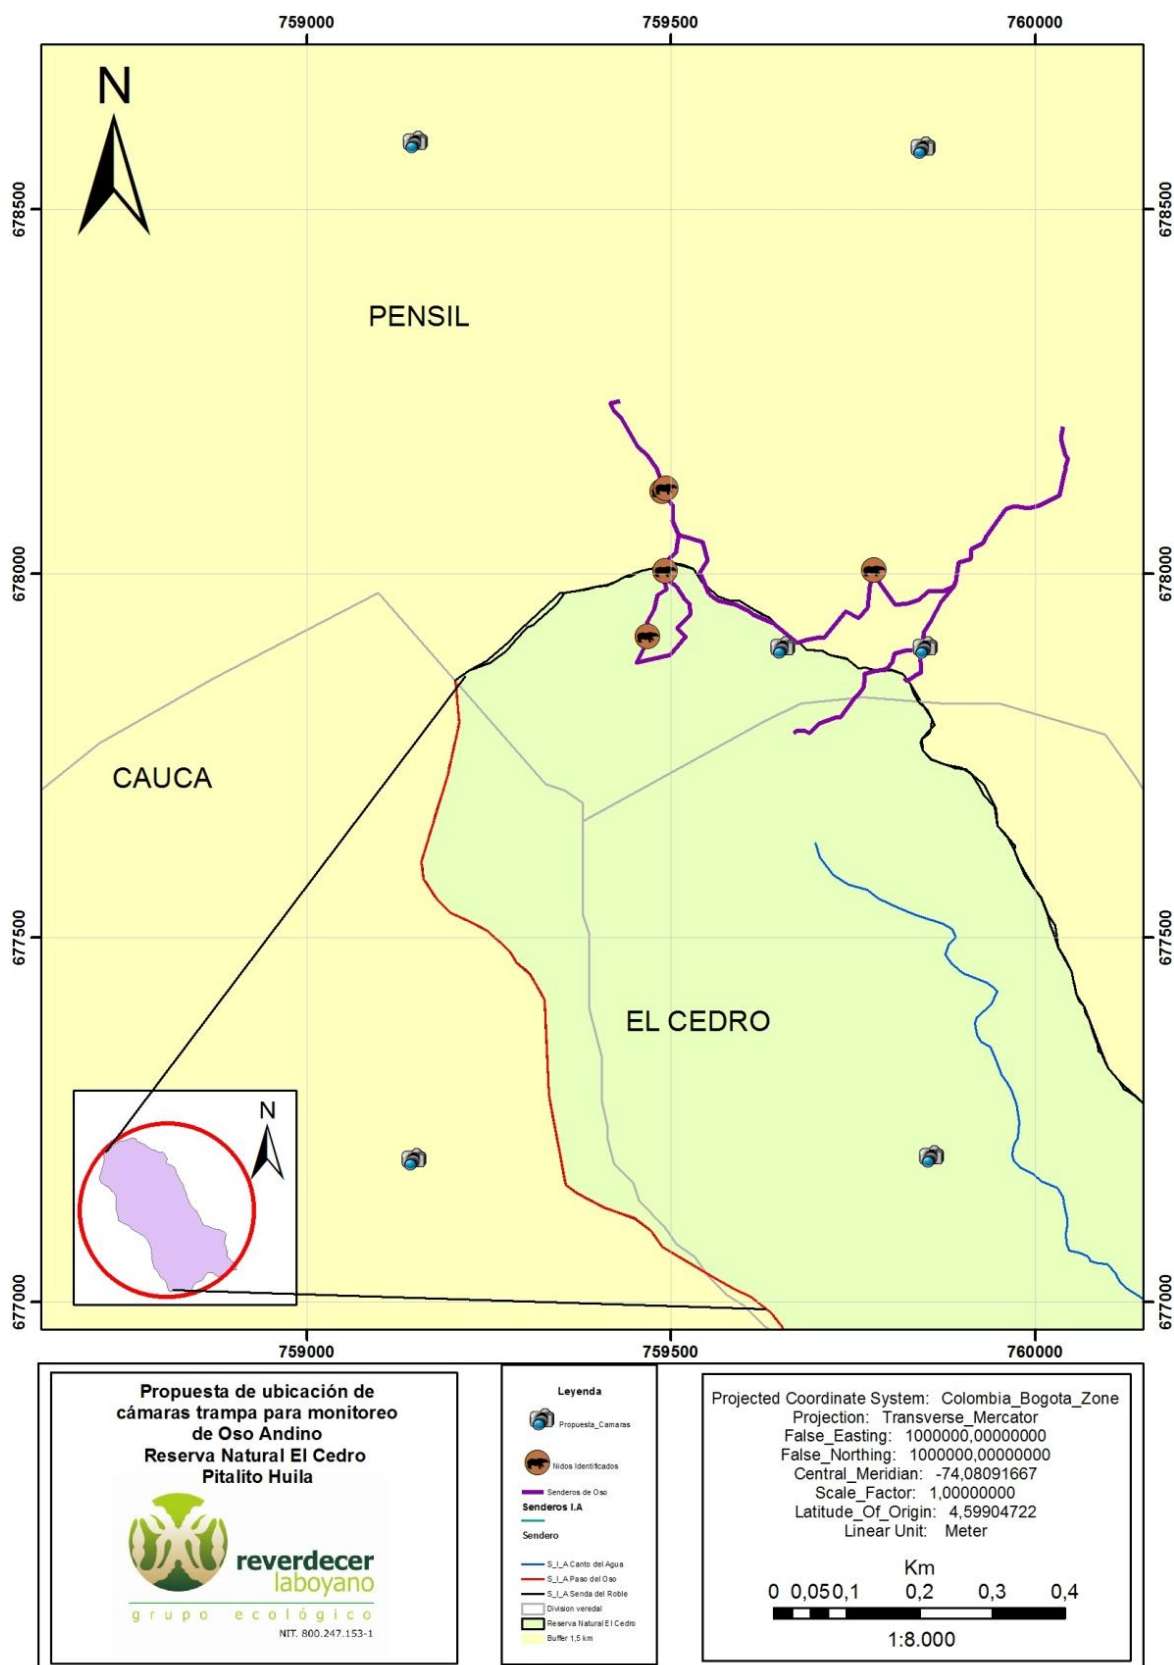 759000
759500
760000
N
678500
678500
PENSIL
678000
678000
CAUCA
677500
677500
EL CEDRO
N
677000
677000
759000
759500
760000
Propuesta de ubicación de
cámaras trampa para monitoreo
de Oso Andino
Reserva Natural El Cedro
Pitalito Huila
reverdecer
laboyano
grupo ecológico
NIT. 800.247.153-1
Leyenda
Propuesta_Camaras
Nidos Identificados
Senderos de Oso
Senderos I.A
Sendero
S_I_A Canto del Agua
S_I_A Paso del Oso
S_I_A Senda del Roble
Division veredal
Reserva Natural El Cedro
Buffer 1,5 km
Projected Coordinate System: Colombia_Bogota_Zone
Projection: Transverse_Mercator
False_Easting: 1000000,00000000
False_Northing: 1000000,00000000
Central_Meridian: -74,08091667
Scale_Factor: 1,00000000
Latitude_Of_Origin: 4,59904722
Linear Unit: Meter
Km
0 0,05 0,1 0,2 0,3 0,4
1:8.000